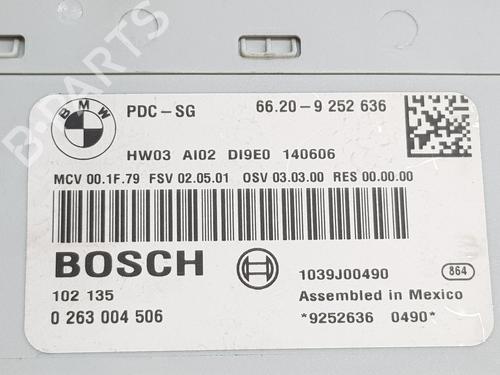 B-PARTS
BMW
PDC-SG 66.20-9 252 636
HW03 AI02 DI9E0 140606
MCV 00.1F.79 FSV 02.05.01 OSV 03.03.00 RES 00.00.00
BOSCH
1039J00490 864
102 135 Assembled in Mexico
0 263 004 506 *9252636 0490*